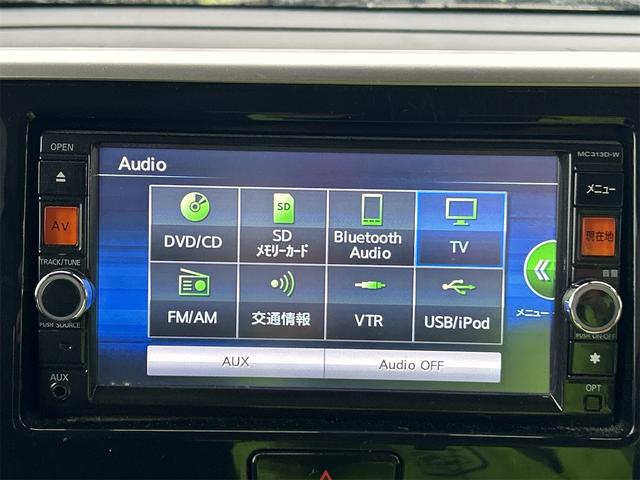 OPEN
AV
TRACK/TUNE
PUSH SOURCE
AUX
Audio
DVD/CD
SD
SD
メモリーカード
Bluetooth
Audio
TV
FM/AM
交通情報
VTR
USB/iPod
メニュー
AUX
Audio OFF
MC313D-W
メニュー
現在地
音量
PUSH ON·OFF
OPT